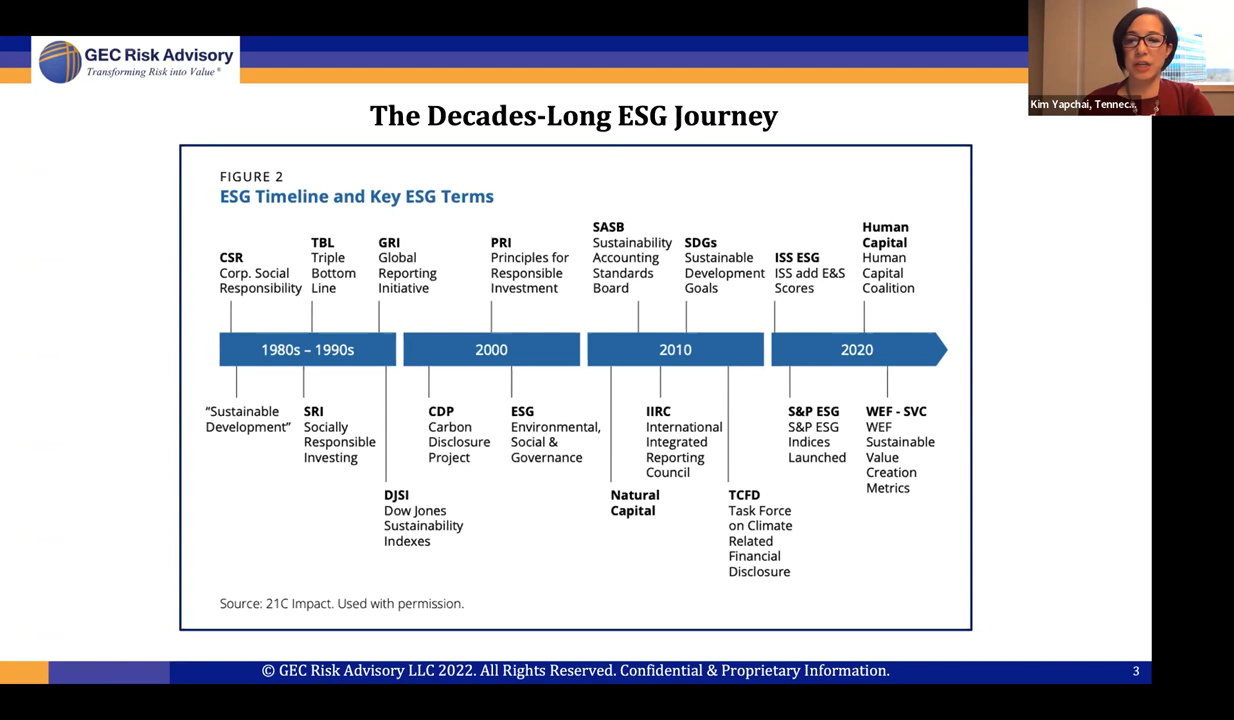 GEC Risk Advisory
Transforming Risk into Value®
Kim Yapchai, Tennec...
The Decades-Long ESG Journey
FIGURE 2
ESG Timeline and Key ESG Terms
CSR
Corp. Social
Responsibility
TBL
Triple
Bottom
Line
GRI
Global
Reporting
Initiative
PRI
Principles for
Responsible
Investment
SASB
Sustainability
Accounting
Standards
Board
SDGs
Sustainable
Development
Goals
ISS ESG
ISS add E&S
Scores
Human
Capital
Human
Capital
Coalition
1980s – 1990s
2000
2010
2020
“Sustainable
Development”
SRI
Socially
Responsible
Investing
DJSI
Dow Jones
Sustainability
Indexes
CDP
Carbon
Disclosure
Project
ESG
Environmental,
Social &
Governance
Natural
Capital
IIRC
International
Integrated
Reporting
Council
TCFD
Task Force
on Climate
Related
Financial
Disclosure
S&P ESG
S&P ESG
Indices
Launched
WEF - SVC
WEF
Sustainable
Value
Creation
Metrics
Source: 21C Impact. Used with permission.
© GEC Risk Advisory LLC 2022. All Rights Reserved. Confidential & Proprietary Information.
3